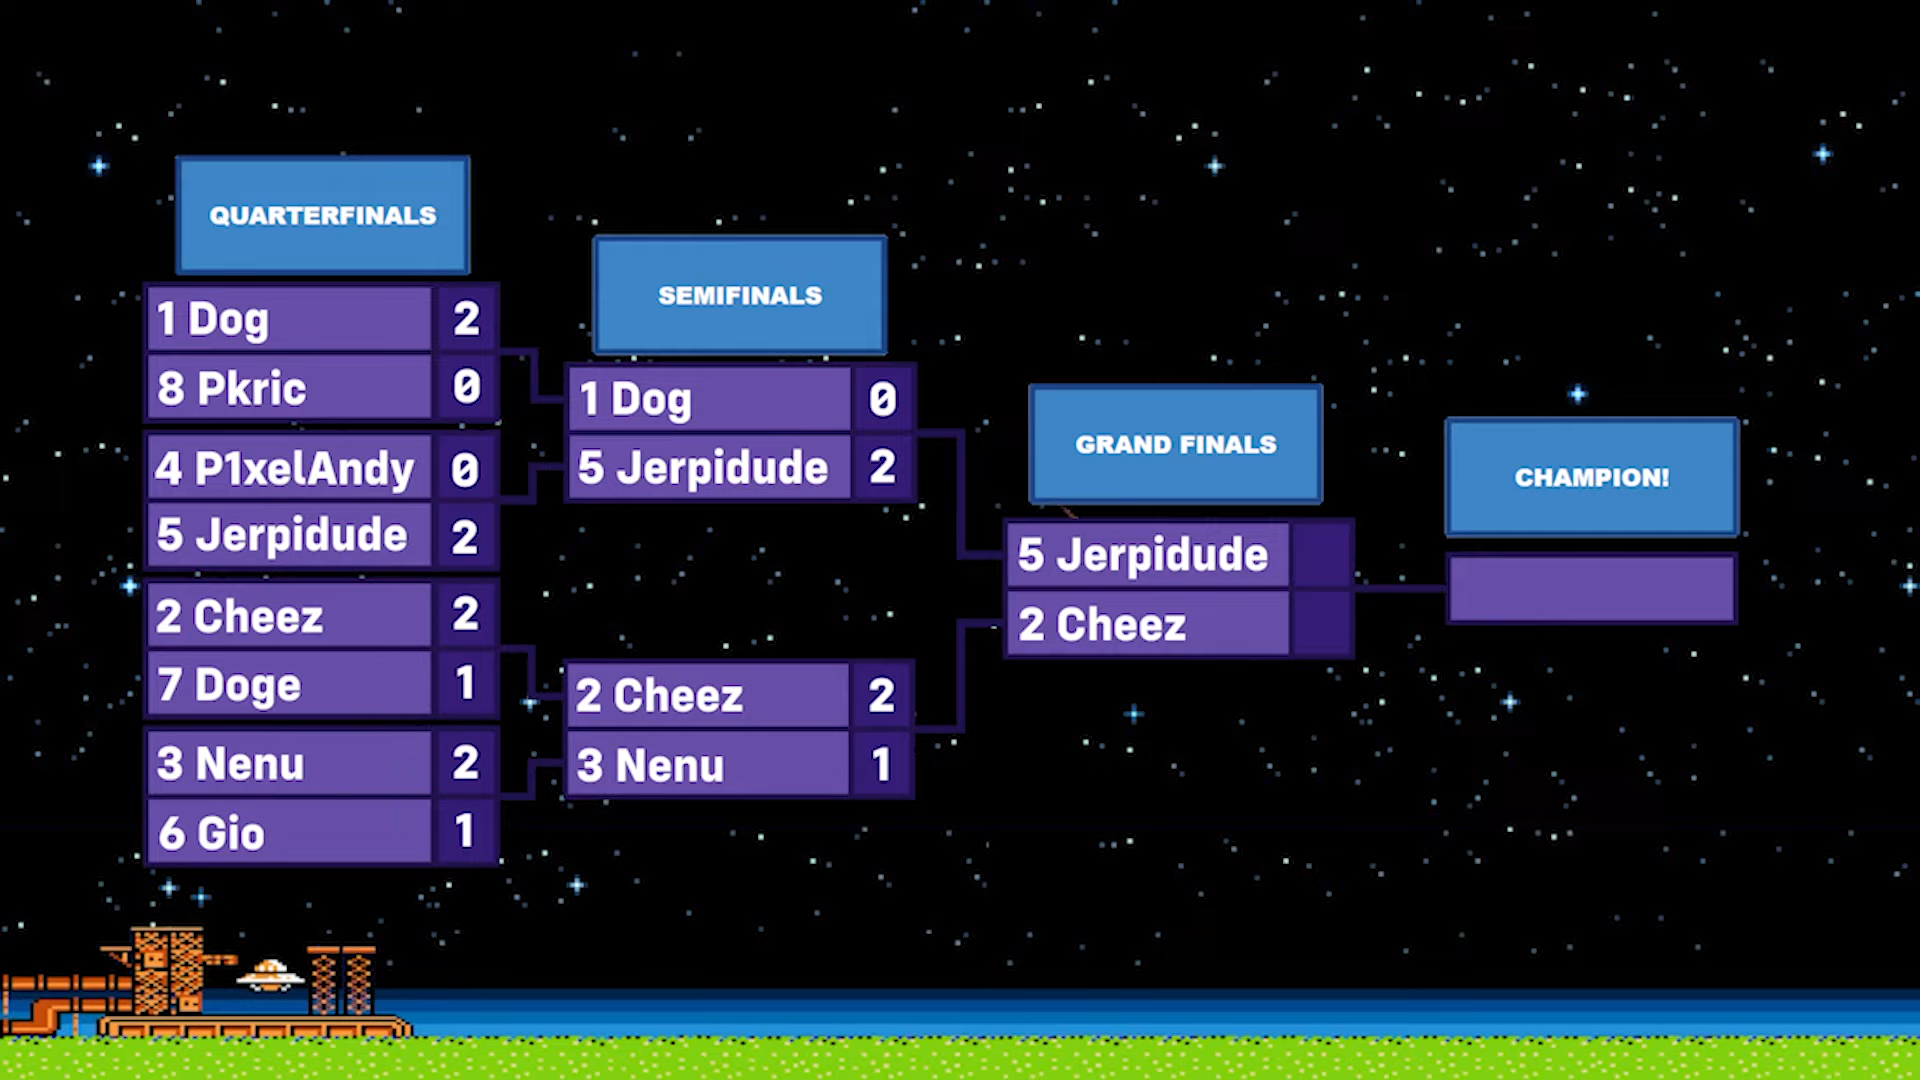 QUARTERFINALS
1 Dog 2
8 Pkric 0
4 P1xelAndy 0
5 Jerpidude 2
2 Cheez 2
7 Doge 1
3 Nenu 2
6 Gio 1
SEMIFINALS
1 Dog 0
5 Jerpidude 2
2 Cheez 2
3 Nenu 1
GRAND FINALS
5 Jerpidude
2 Cheez
CHAMPION!